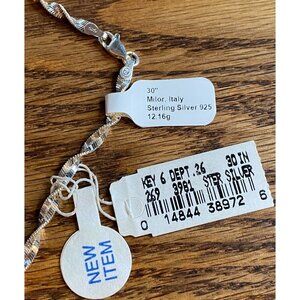 30"
Milor, Italy
Sterling Silver 925
12.16g
KEY 6 DEPT .26 30 IN
269 3981 STER SILVER
0 14844 38972 6
NEW
ITEM